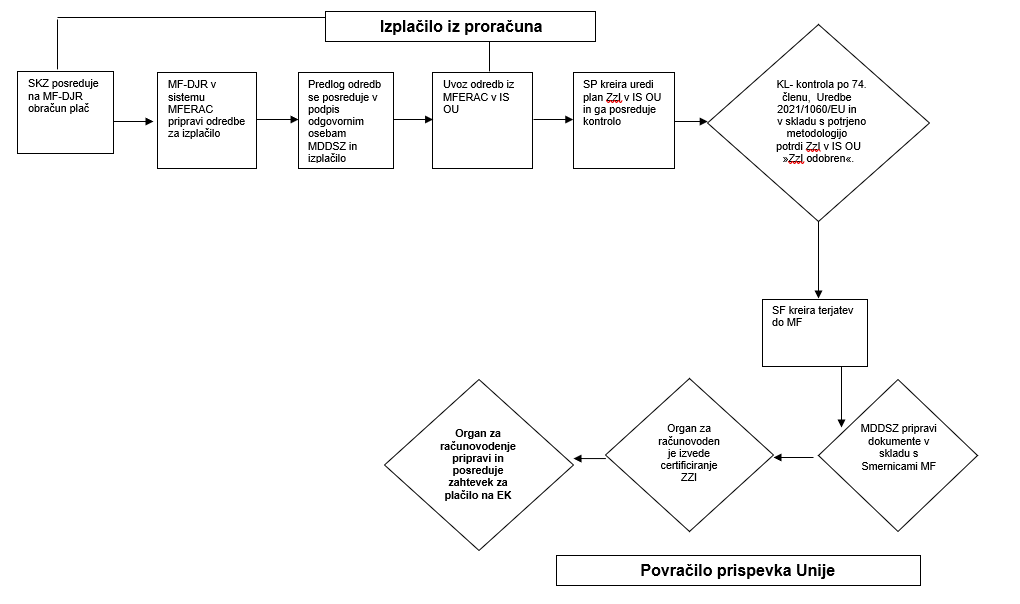 Izplačilo iz proračuna
SKZ posreduje
na MF-DJR
obračun plač
MF-DJR v
sistemu
MFERAC
pripravi odredbe
za izplačilo
Predlog odredb
se posreduje v
podpis
odgovornim
osebam
MDDSZ in
izplačilo
Uvoz odredb iz
MFERAC v IS
OU
SP kreira uredi
plan ZzI v IS OU
in ga posreduje
kontrolo
KL- kontrola po 74.
členu, Uredbe
2021/1060/EU in
v skladu s potrjeno
metodologijo
potrdi ZzI v IS OU
»ZzI odobren«.
SF kreira terjatev
do MF
MDDSZ pripravi
dokumente v
skladu s
Smernicami MF
Organ za
računovoden
je izvede
certificiranje
ZZI
Organ za
računovodenje
pripravi in
posreduje
zahtevek za
plačilo na EK
Povračilo prispevka Unije